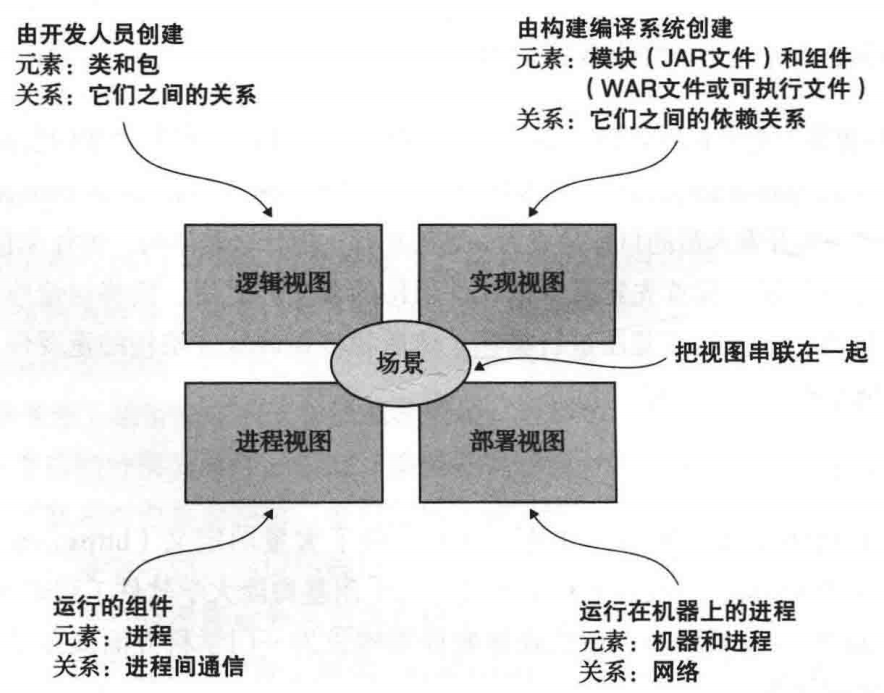 由开发人员创建
元素：类和包
关系：它们之间的关系
由构建编译系统创建
元素：模块（JAR文件）和组件
（WAR文件或可执行文件）
关系：它们之间的依赖关系
逻辑视图
实现视图
场景
把视图串联在一起
进程视图
部署视图
运行的组件
元素：进程
关系：进程间通信
运行在机器上的进程
元素：机器和进程
关系：网络